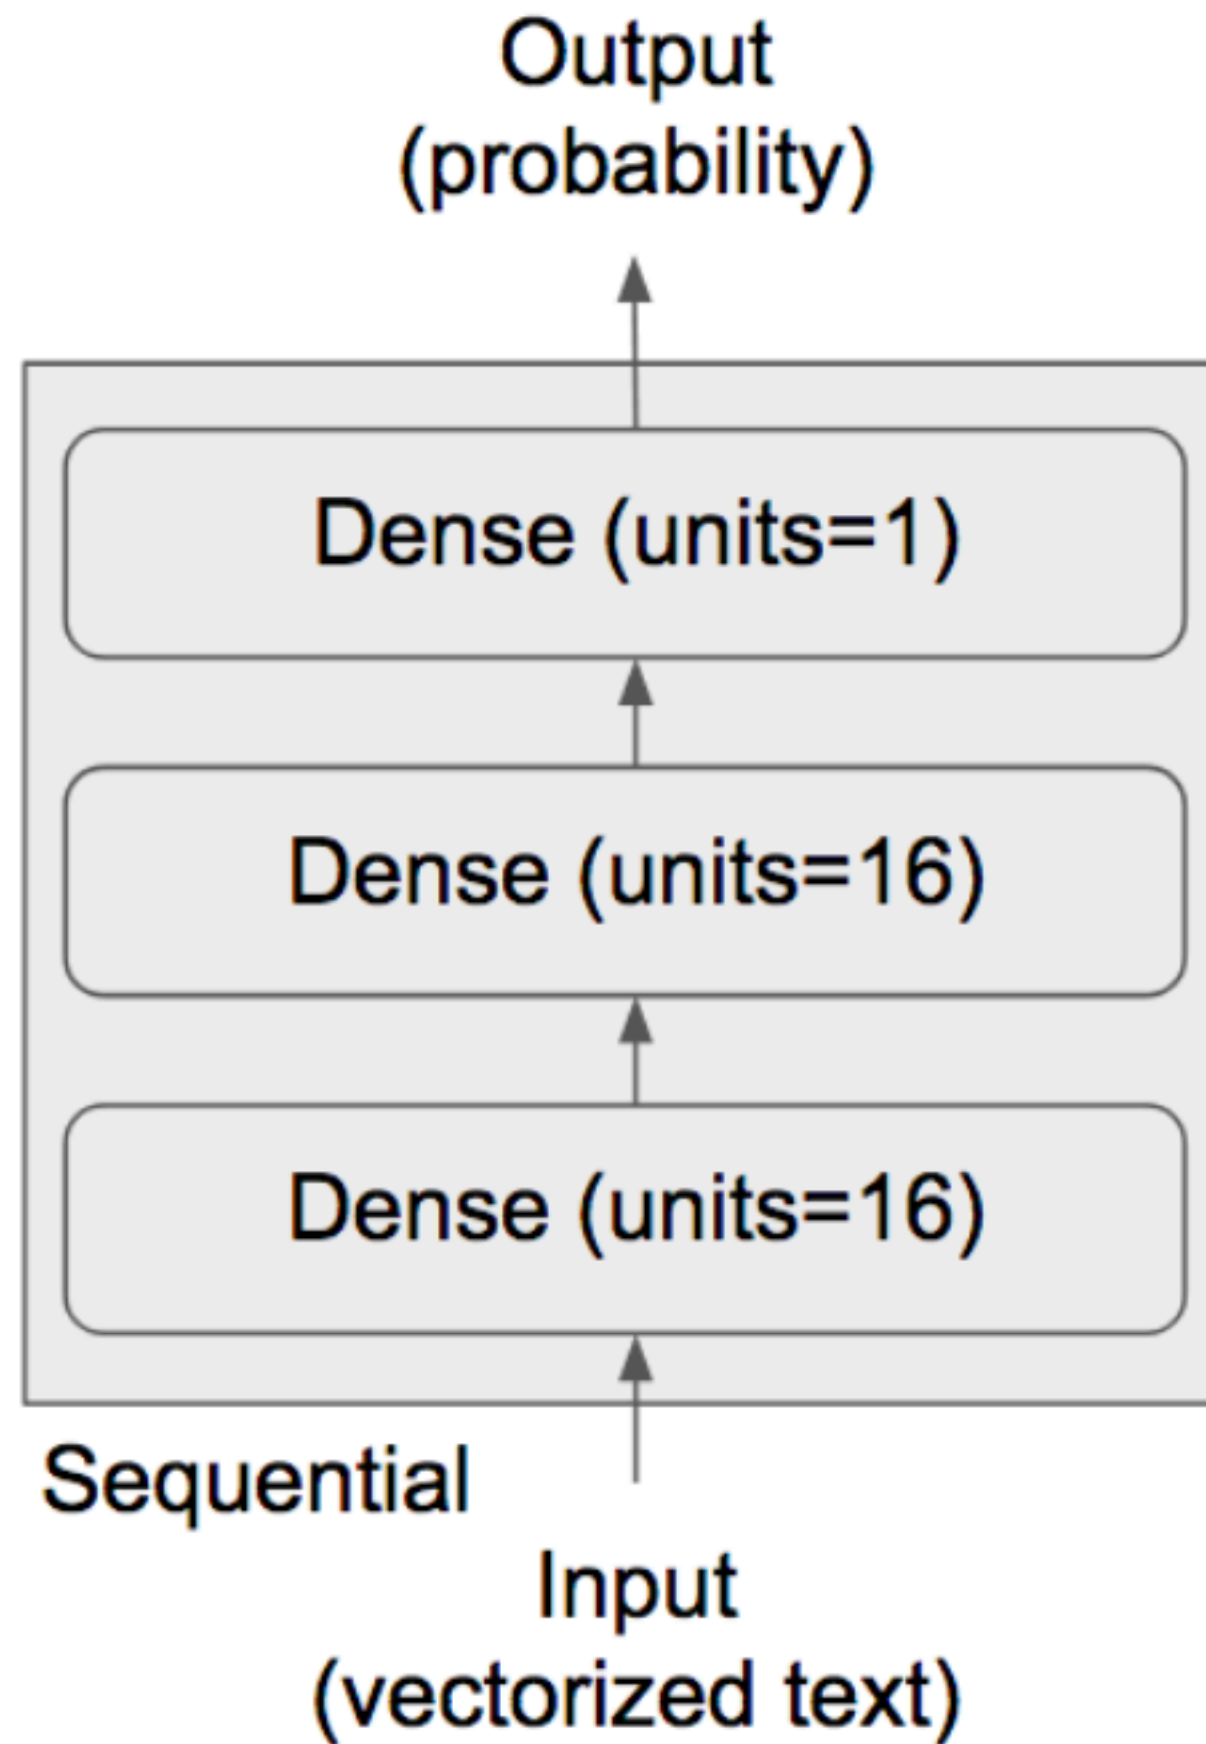 Output
(probability)
Dense (units=1)
Dense (units=16)
Dense (units=16)
Sequential
Input
(vectorized text)